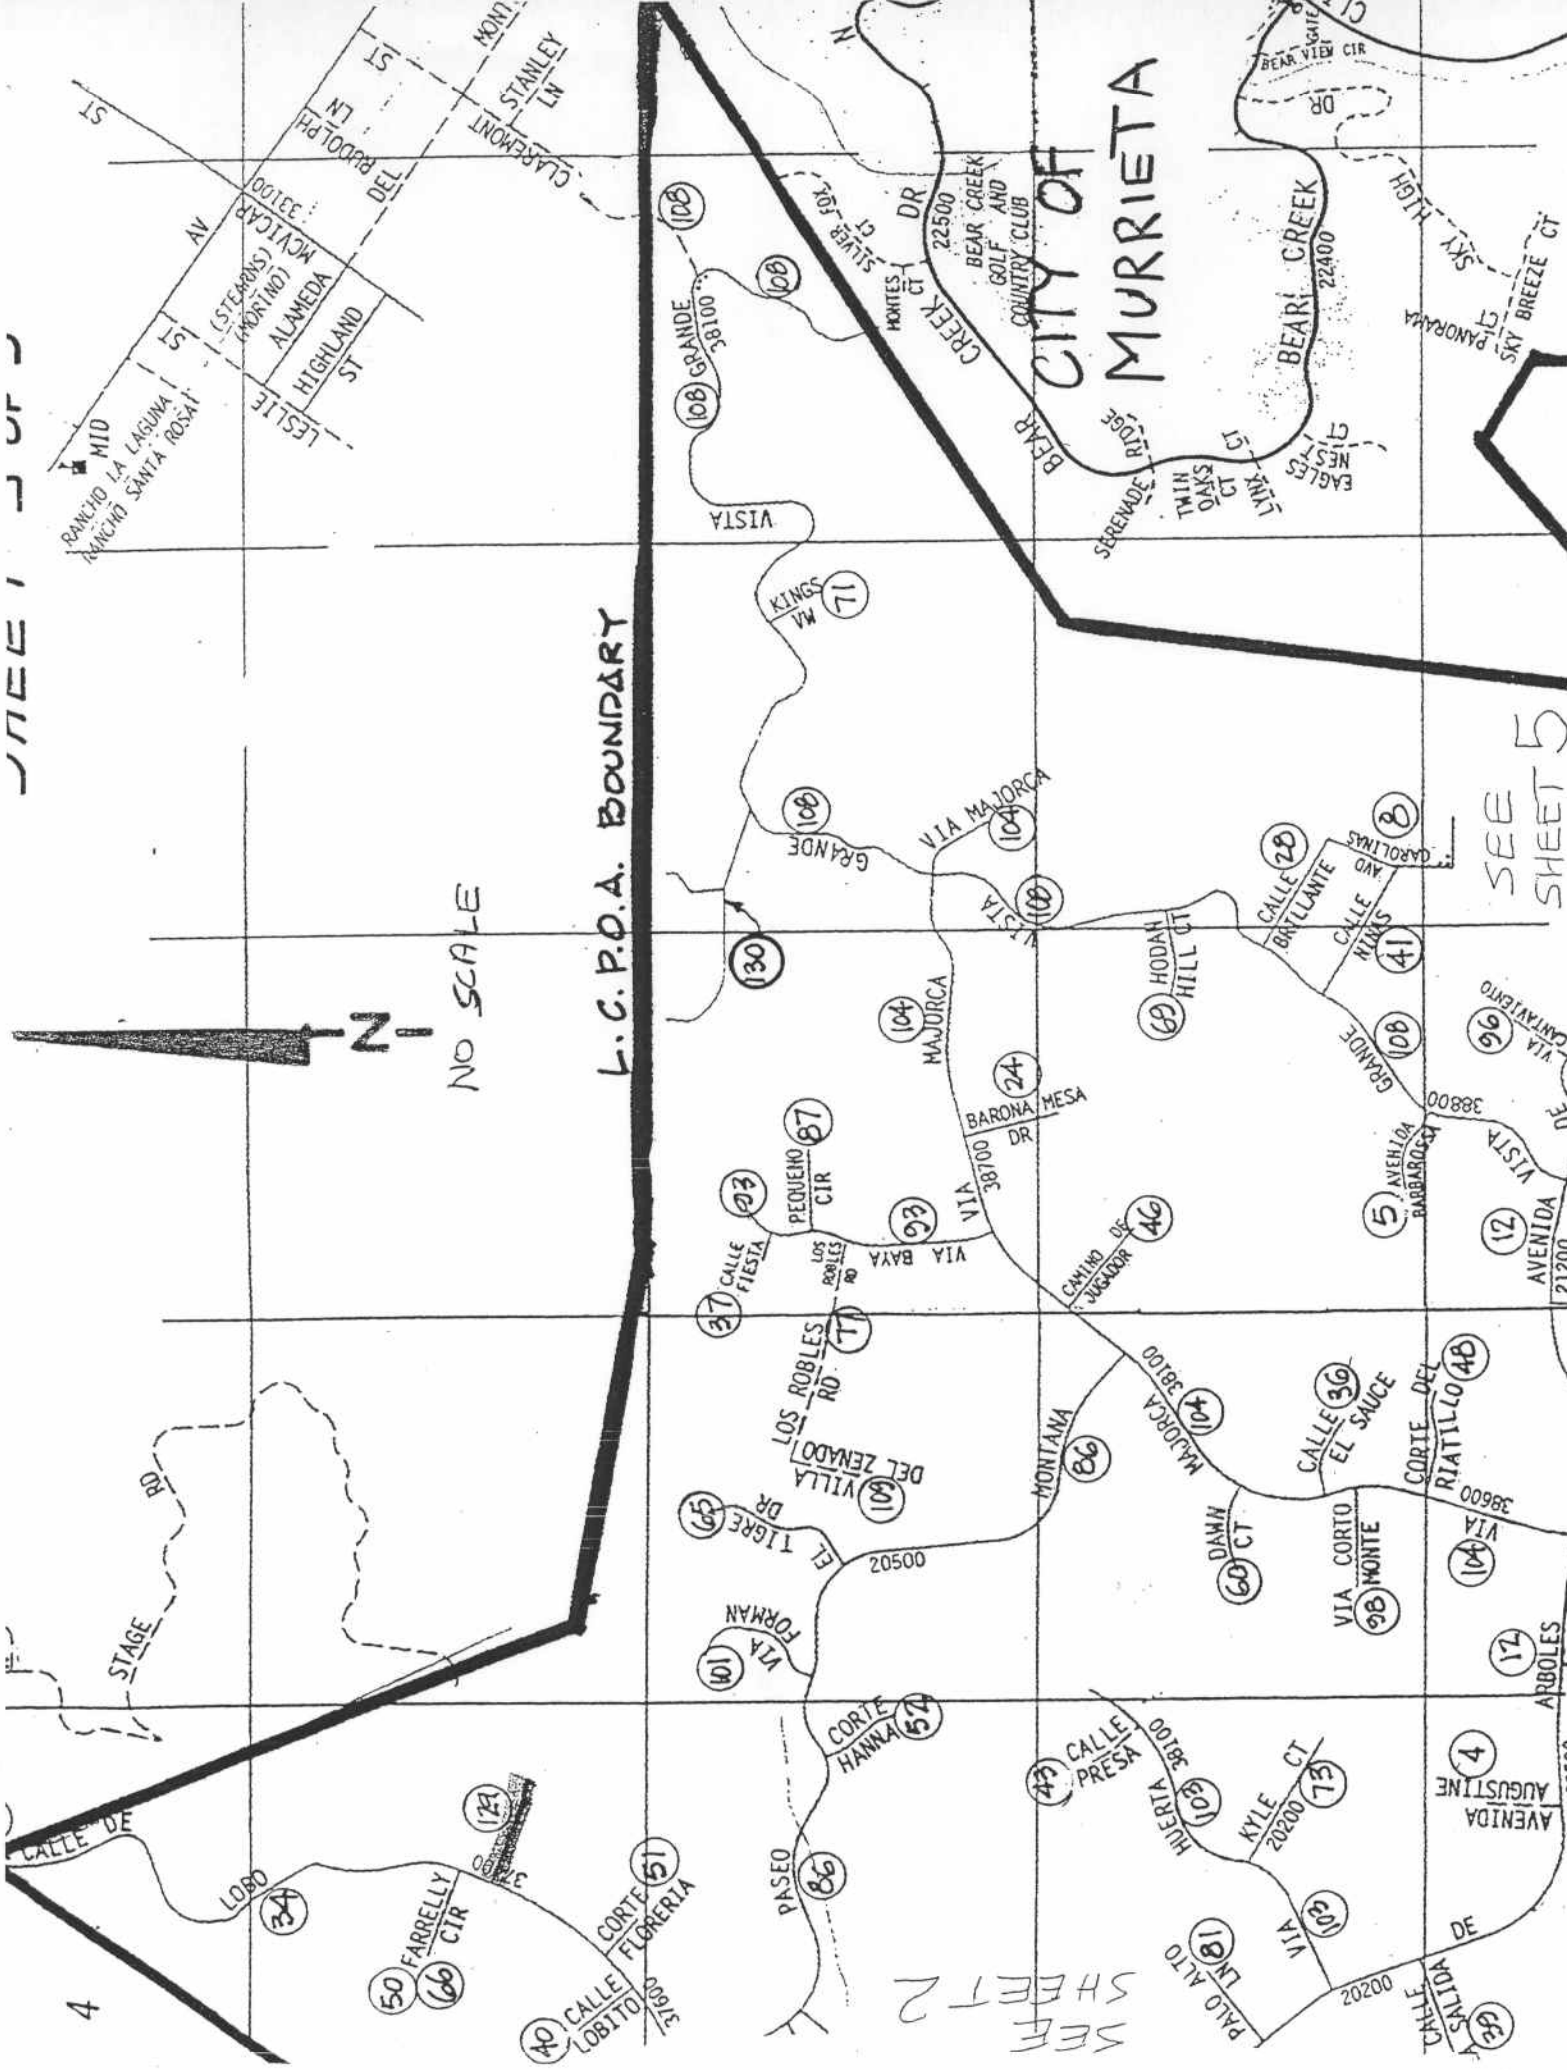 4
STAGE
RD
CALLE DE
LOBO
34
50
66
FARRELLY
CIR
129
40
CALLE
LOBITO
37600
CORTE
FLORERIA
51
-N-
NO SCALE
L.C.P.O.A. BOUNDARY
MID
RANCHO LA LAGUNA
RANCHO SANTA ROSA
ST
AV
ST
(STEARNS)
(MORINO)
MCVICAR
33100
ALAMEDA
DEL
HIGHLAND
ST
LESLIE
RUDOLPH
LN
ST
CLAREMONT
STANLEY
LN
PASEO
86
CORTE
HANNA
52
101
VIA
FORMAN
65
EL
TIGRE
DR
20500
MONTANA
86
VILLA
DEL ZENADO
109
LOS ROBLES
RD
77
LOS
ROBLES
RD
37
CALLE
FIESTA
93
PEQUENO
CIR
87
VIA BAYA
93
VIA
38700
BARONA MESA
DR
24
MAJORCA
104
130
GRANDE
108
VIA MAJORCA
104
VISTA
108
KINGS
VW
71
VISTA
108
GRANDE
38100
108
108
SILVER FOX
CT
MONTES
CT
BEAR
CREEK
DR
22500
BEAR CREEK
GOLF AND
COUNTRY CLUB
CITY OF
MURRIETA
SERENADE RIDGE
TWIN
OAKS
CT
LYNX CT
EAGLES
NEST
CT
BEAR CREEK
22400
DR
BEAR VIEW CIR
GATE
SKY HIGH
PANORAMA
CT
SKY BREEZE CT
SEE
SHEET 2
PALO ALTO
LN
81
VIA
103
HUERTA
38100
103
43
CALLE
PRESA
KYLE CT
20200
73
20200
DE
CALLE
SALIDA
39
AVENIDA
AUGUSTINE
4
ARBOLES
12
CAMINO DE
JUGADOR
46
MAJORCA
38100
104
DAWN
CT
60
CALLE
EL SAUCE
36
VIA CORTO
MONTE
98
CORTE DEL
RIATILLO
48
VIA
38600
104
69
HODAN
HILL CT
CALLE
BRILLANTE
28
CALLE
NINAS
41
AVD
CAROLINAS
8
GRANDE
108
5
AVENIDA
BARBAROSSA
38800
VISTA
12
AVENIDA
21200
DE
96
VIA
CANTAVIENTO
SEE
SHEET 5